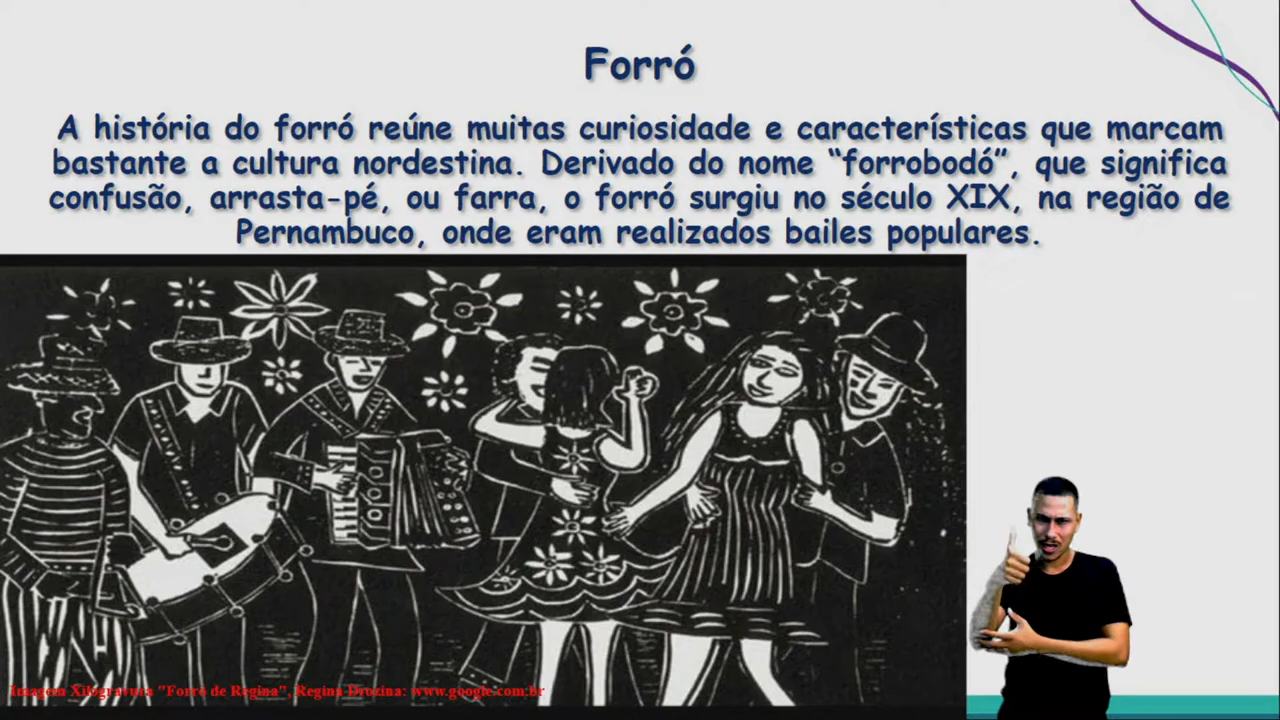 Forró
A história do forró reúne muitas curiosidade e características que marcam
bastante a cultura nordestina. Derivado do nome “forrobodó”, que significa
confusão, arrasta-pé, ou farra, o forró surgiu no século XIX, na região de
Pernambuco, onde eram realizados bailes populares.
Imagem Xilogravura "Forró de Regina", Regina Drozina: www.google.com.br